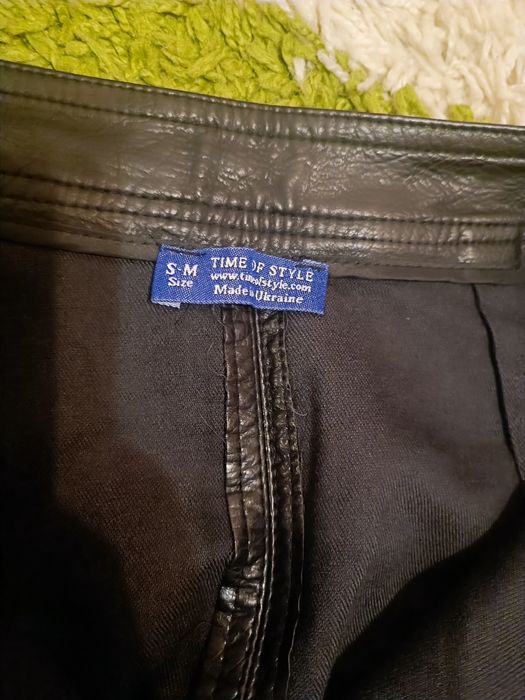 S-M
Size
TIME OF STYLE
www.timeofstyle.com
Made in Ukraine